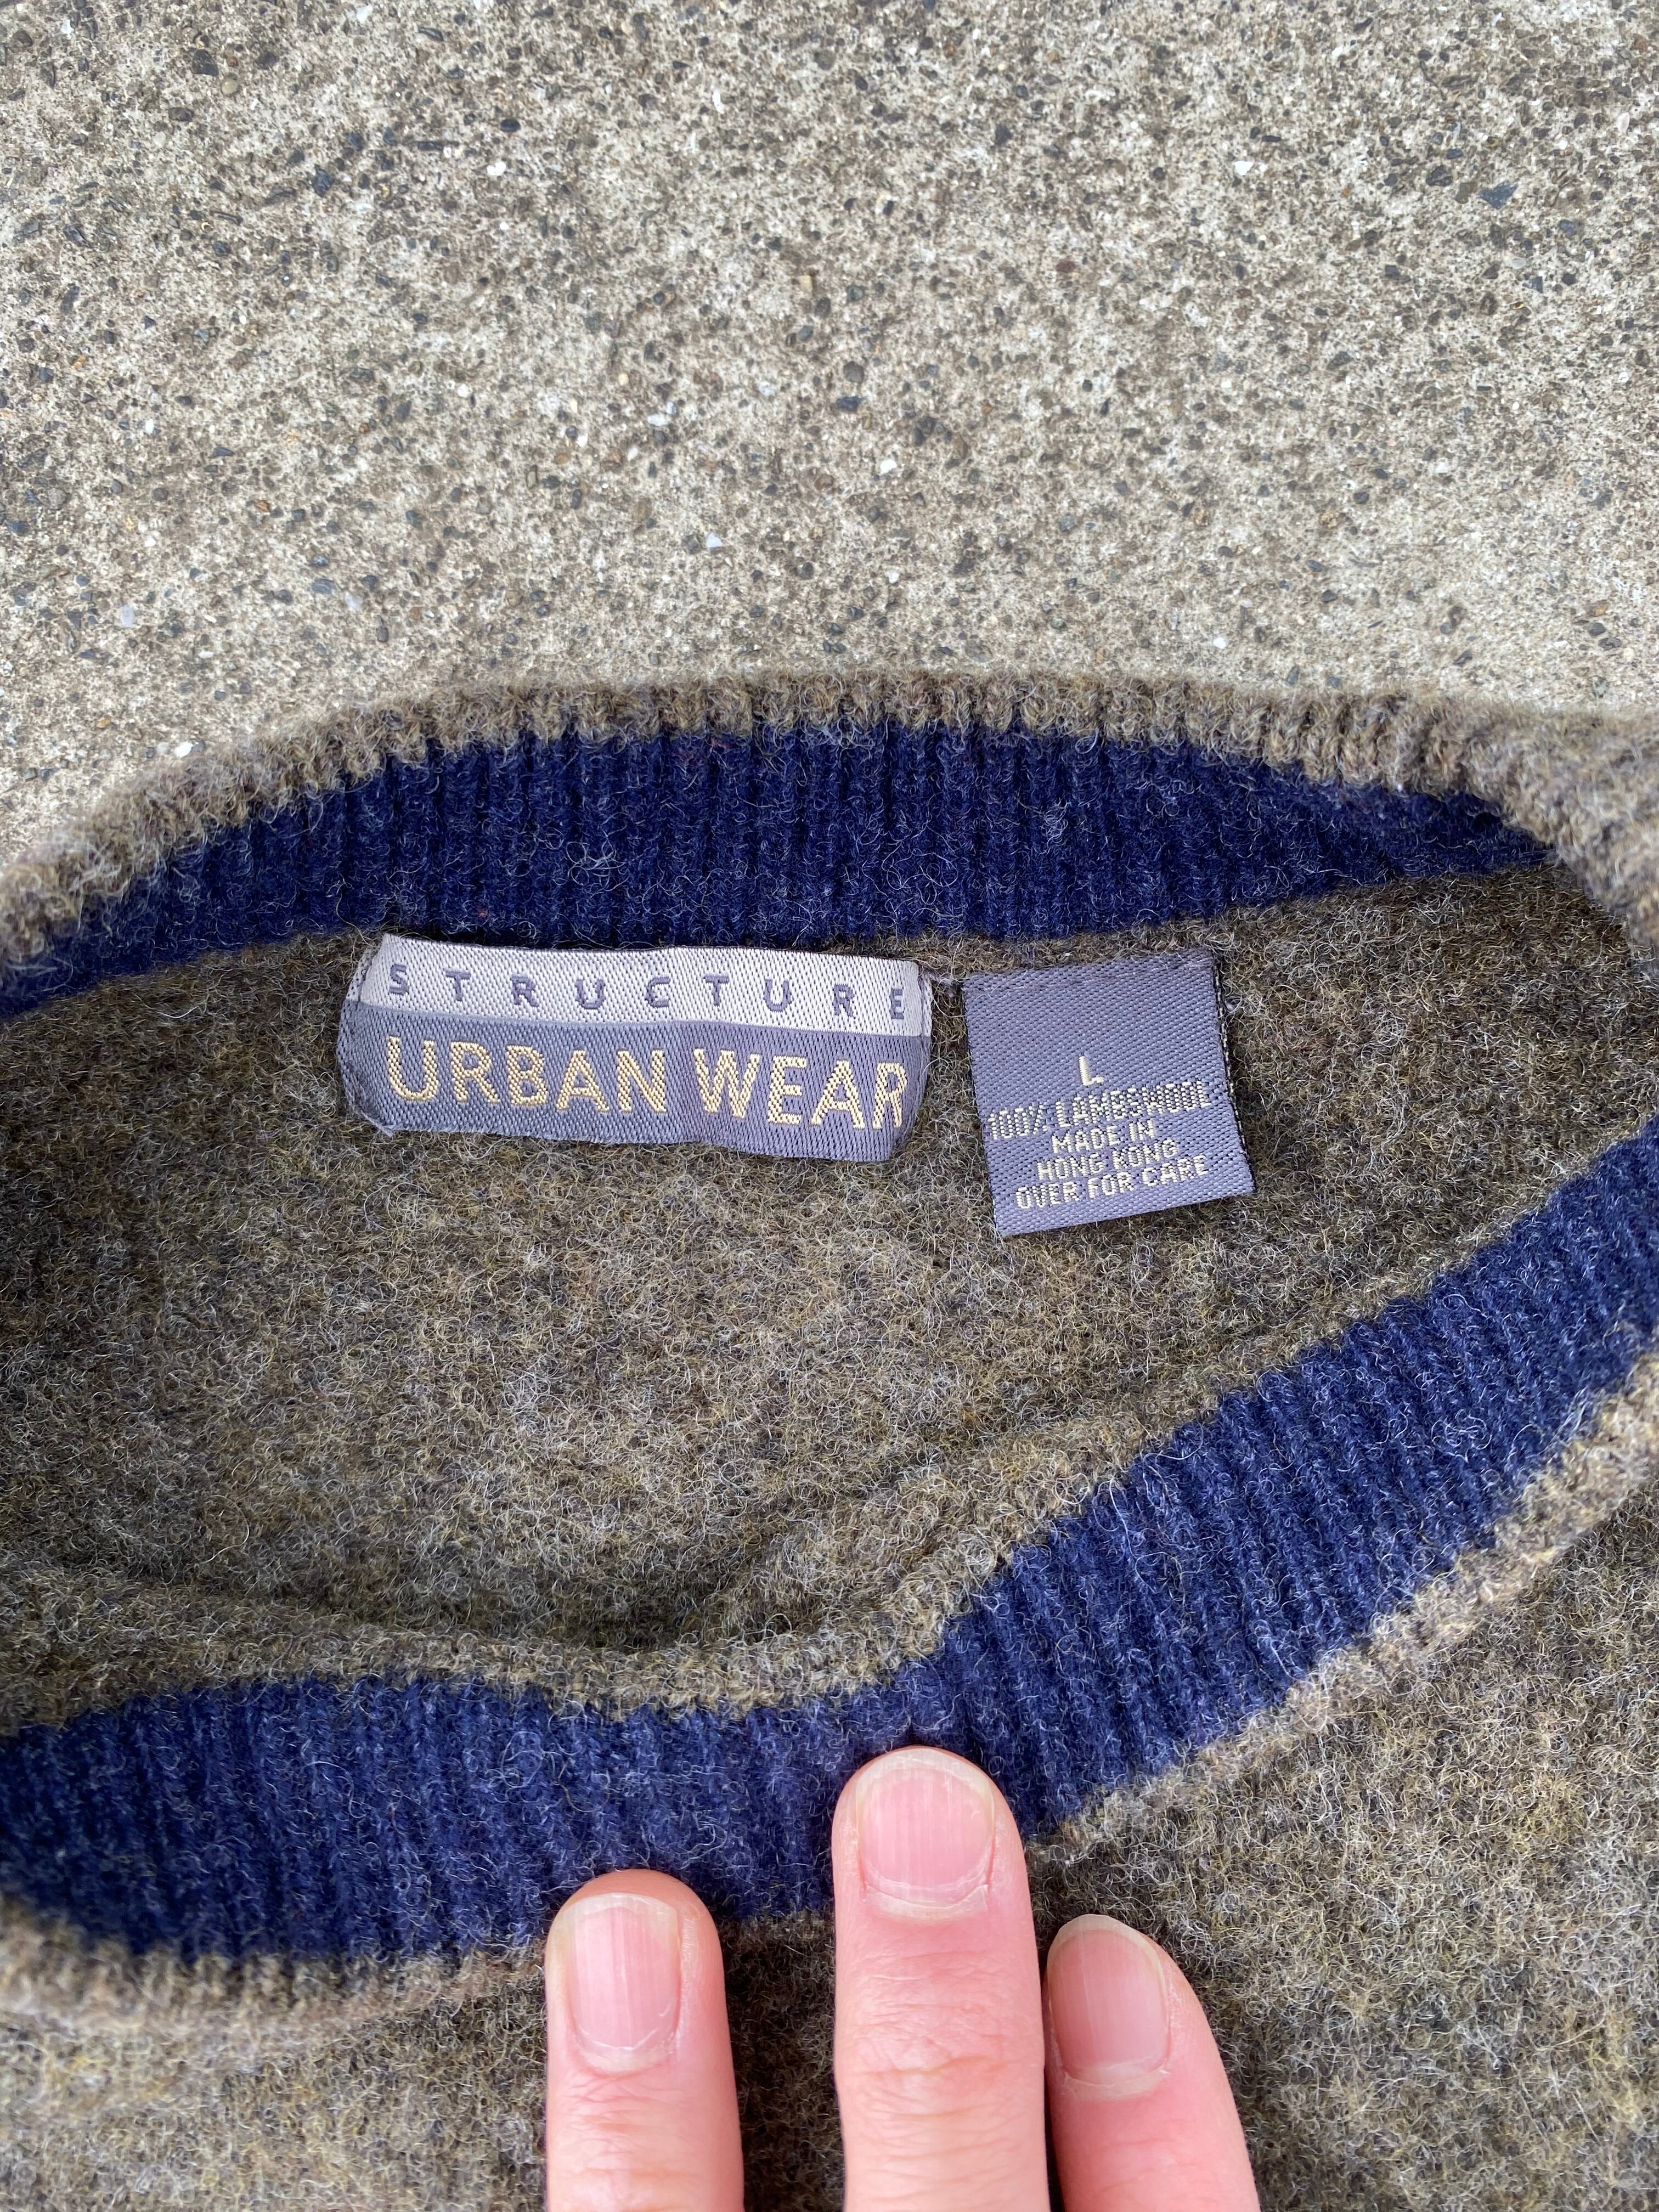 STRUCTURE
URBAN WEAR
L
100% LAMBSWOOL
MADE IN
HONG KONG
OVER FOR CARE